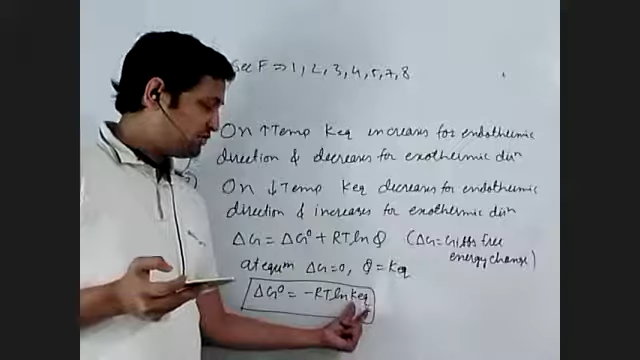 Sec F ⇒ 1, 2, 3, 4, 5, 7, 8
On ↑Temp Keq increases for endothermic
direction & decreases for exothermic dirn
On ↓Temp Keq decreases for endothermic
direction & increases for exothermic dirn
ΔG = ΔG° + RT ln Q (ΔG = Gibbs free
energy change)
at equm ΔG = 0, Q = Keq
ΔG° = -RT ln Keq